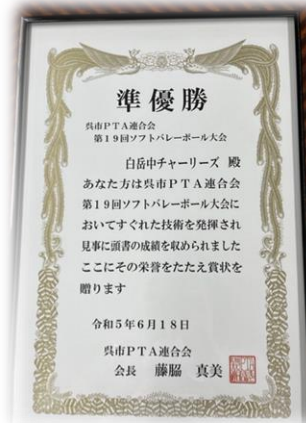 準優勝
呉市PTA連合会
第19回ソフトバレーボール大会
白岳中チャーリーズ 殿
あなた方は呉市PTA連合会
第19回ソフトバレーボール大会に
おいてすぐれた技術を発揮され
見事に頭書の成績を収められました
ここにその栄誉をたたえ賞状を
贈ります
令和5年6月18日
呉市PTA連合会
会長 藤脇 真美